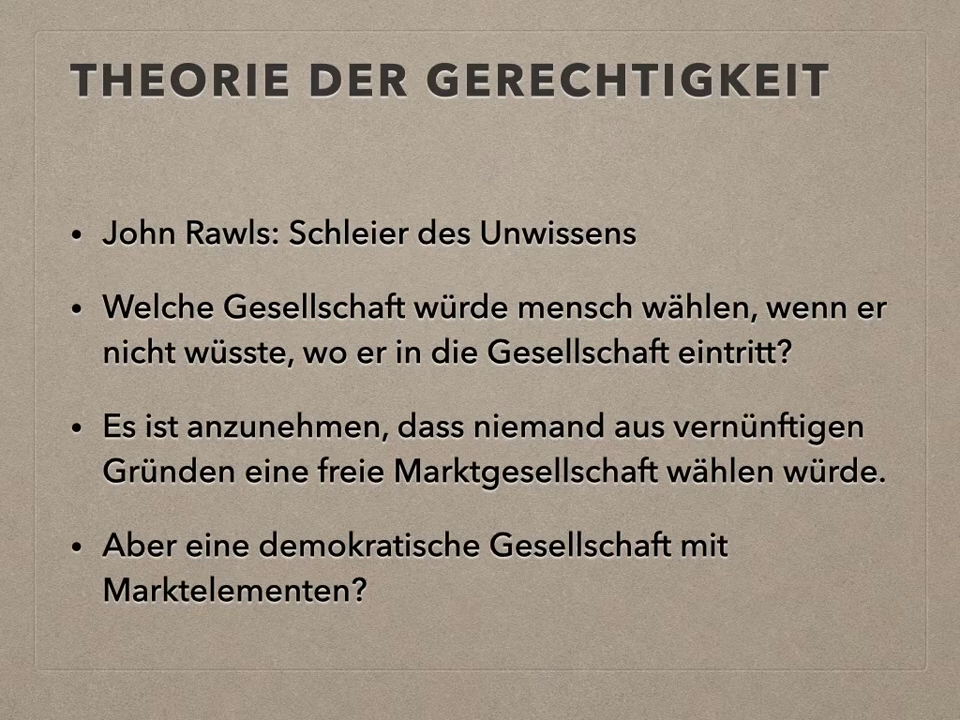 THEORIE DER GERECHTIGKEIT
• John Rawls: Schleier des Unwissens
• Welche Gesellschaft würde mensch wählen, wenn er
nicht wüsste, wo er in die Gesellschaft eintritt?
• Es ist anzunehmen, dass niemand aus vernünftigen
Gründen eine freie Marktgesellschaft wählen würde.
• Aber eine demokratische Gesellschaft mit
Marktelementen?